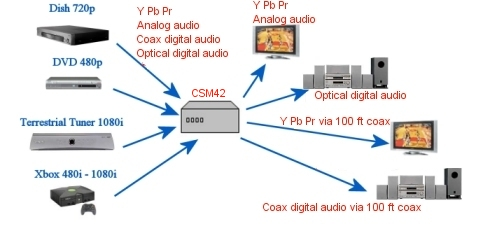 Dish 720p
Y Pb Pr
Analog audio
Coax digital audio
Optical digital audio
Y Pb Pr
Analog audio
DVD 480p
CSM42
Optical digital audio
Terrestrial Tuner 1080i
Y Pb Pr via 100 ft coax
Xbox 480i - 1080i
Coax digital audio via 100 ft coax